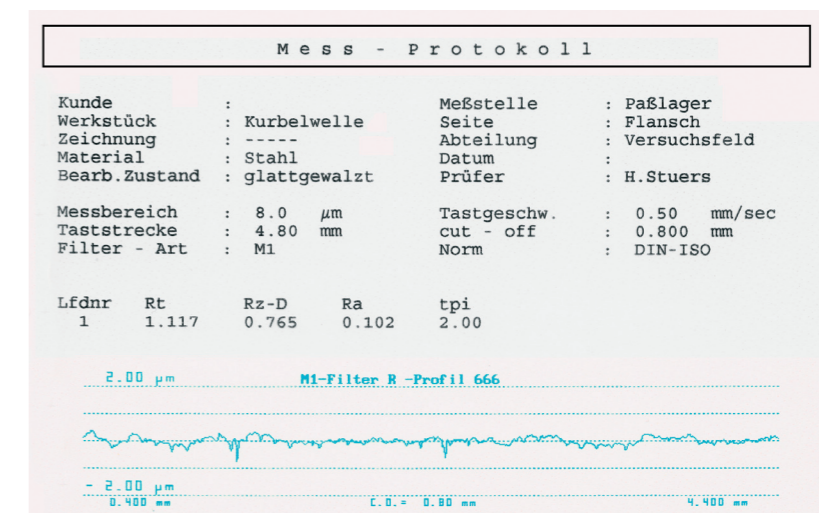 Mess - Protokoll
Kunde : Meßstelle : Paßlager
Werkstück : Kurbelwelle Seite : Flansch
Zeichnung : ----- Abteilung : Versuchsfeld
Material : Stahl Datum :
Bearb.Zustand : glattgewalzt Prüfer : H.Stuers
Messbereich : 8.0 μm Tastgeschw. : 0.50 mm/sec
Taststrecke : 4.80 mm cut - off : 0.800 mm
Filter - Art : M1 Norm : DIN-ISO
Lfdnr Rt Rz-D Ra tpi
1 1.117 0.765 0.102 2.00
2.00 μm M1-Filter R -Profil 666
- 2.00 μm
0.400 mm C.O.= 0.80 mm 4.400 mm